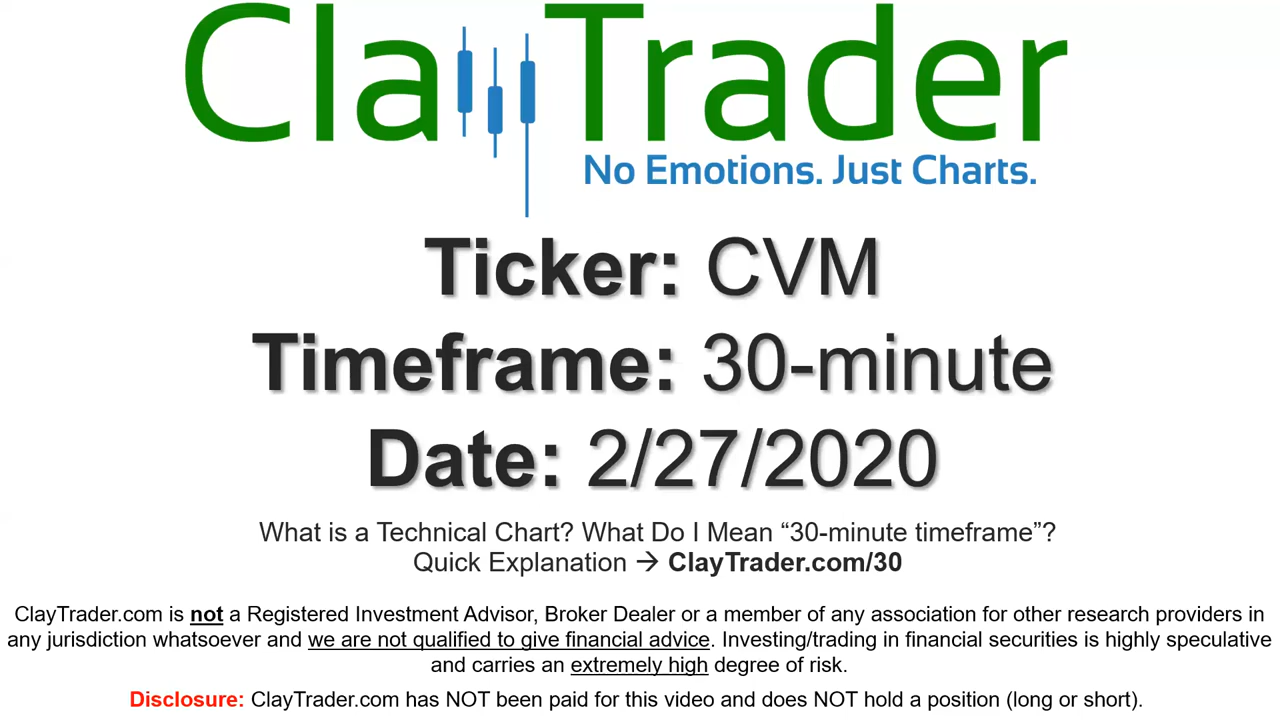 ClayTrader
No Emotions. Just Charts.
Ticker: CVM
Timeframe: 30-minute
Date: 2/27/2020
What is a Technical Chart? What Do I Mean “30-minute timeframe”?
Quick Explanation → ClayTrader.com/30
ClayTrader.com is not a Registered Investment Advisor, Broker Dealer or a member of any association for other research providers in
any jurisdiction whatsoever and we are not qualified to give financial advice. Investing/trading in financial securities is highly speculative
and carries an extremely high degree of risk.
Disclosure: ClayTrader.com has NOT been paid for this video and does NOT hold a position (long or short).